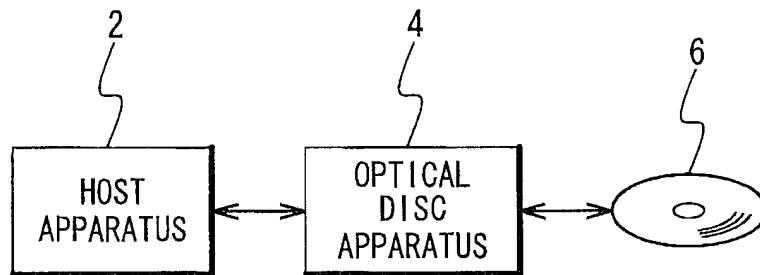 2
4
6
HOST
APPARATUS
OPTICAL
DISC
APPARATUS